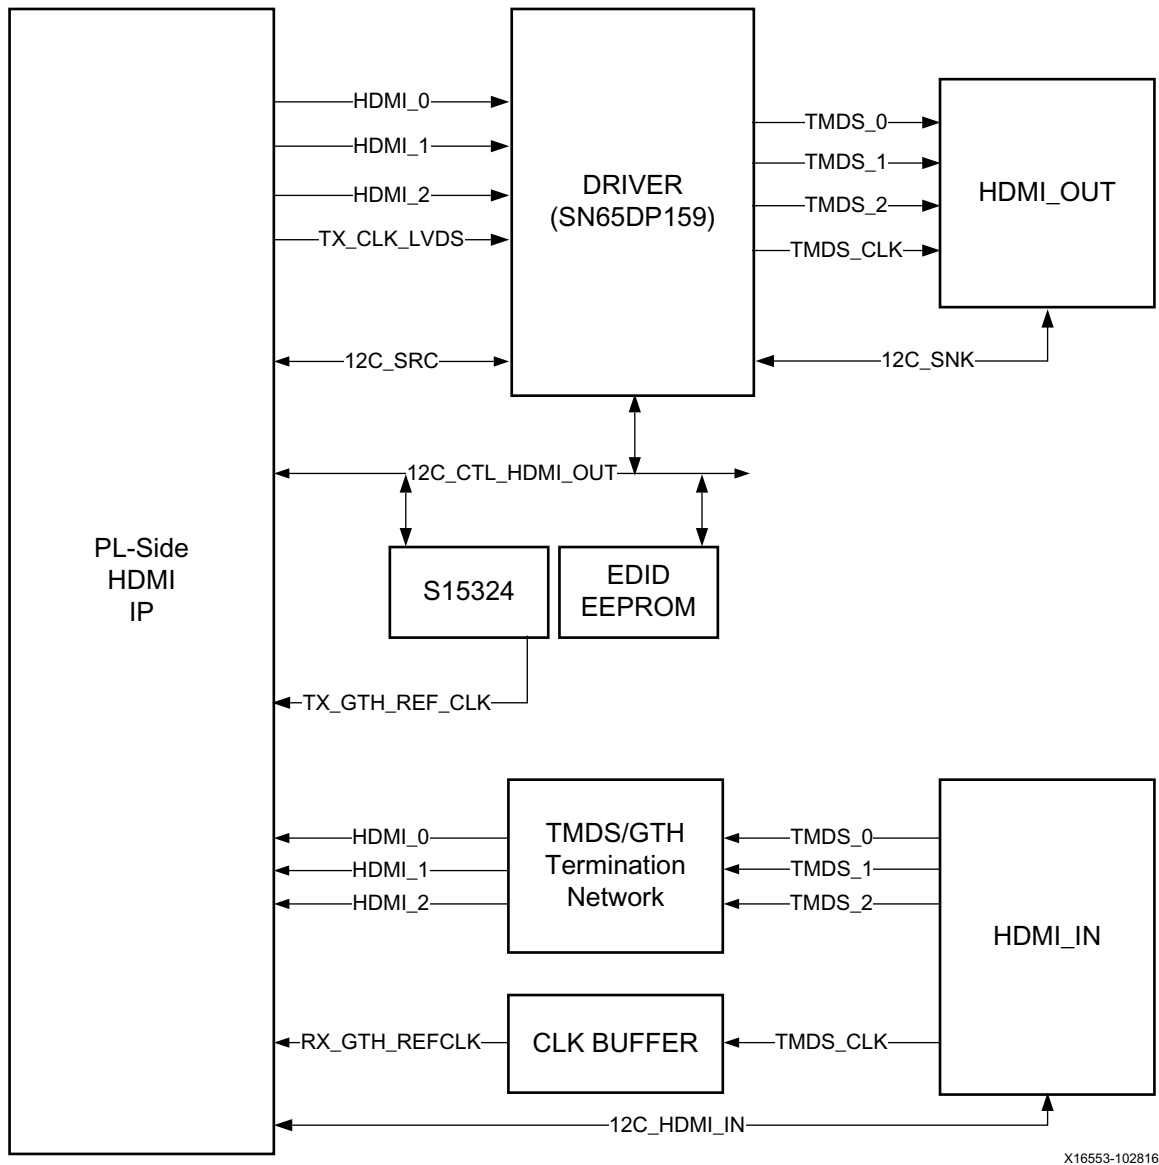 HDMI_0
HDMI_1
HDMI_2
TX_CLK_LVDS
DRIVER
(SN65DP159)
TMDS_0
TMDS_1
TMDS_2
TMDS_CLK
HDMI_OUT
12C_SRC
12C_SNK
12C_CTL_HDMI_OUT
PL-Side
HDMI
IP
S15324
EDID
EEPROM
TX_GTH_REF_CLK
HDMI_0
HDMI_1
HDMI_2
TMDS/GTH
Termination
Network
TMDS_0
TMDS_1
TMDS_2
HDMI_IN
RX_GTH_REFCLK
CLK BUFFER
TMDS_CLK
12C_HDMI_IN
X16553-102816